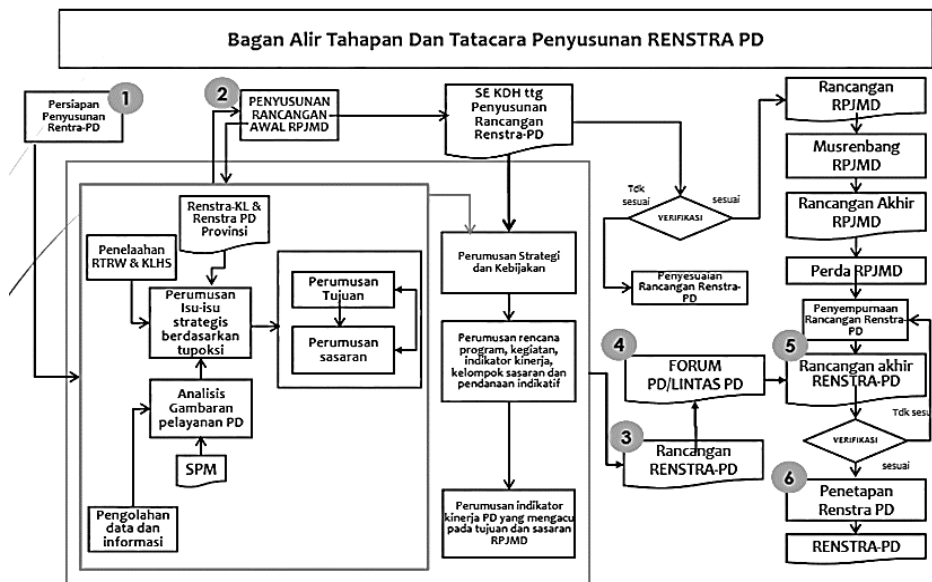 Bagan Alir Tahapan Dan Tatacara Penyusunan RENSTRA PD
1
Persiapan
Penyusunan
Rentra-PD
2
PENYUSUNAN
RANCANGAN
AWAL RPJMD
SE KDH ttg
Penyusunan
Rancangan
Renstra-PD
Rancangan
RPJMD
Musrenbang
RPJMD
Rancangan Akhir
RPJMD
Perda RPJMD
Tdk
sesuai
sesuai
VERIFIKASI
Penyesuaian
Rancangan Renstra-
PD
Renstra-KL &
Renstra PD
Provinsi
Penelaahan
RTRW & KLHS
Perumusan
Isu-isu
strategis
berdasarkan
tupoksi
Perumusan
Tujuan
Perumusan
sasaran
Analisis
Gambaran
pelayanan PD
SPM
Pengolahan
data dan
informasi
Perumusan Strategi
dan Kebijakan
Perumusan rencana
program, kegiatan,
indikator kinerja,
kelompok sasaran dan
pendanaan indikatif
Perumusan indikator
kinerja PD yang mengacu
pada tujuan dan sasaran
RPJMD
3
Rancangan
RENSTRA-PD
4
FORUM
PD/LINTAS PD
Penyempurnaan
Rancangan Renstra-
PD
5
Rancangan akhir
RENSTRA-PD
Tdk sesu
VERIFIKASI
sesuai
6
Penetapan
Renstra PD
RENSTRA-PD